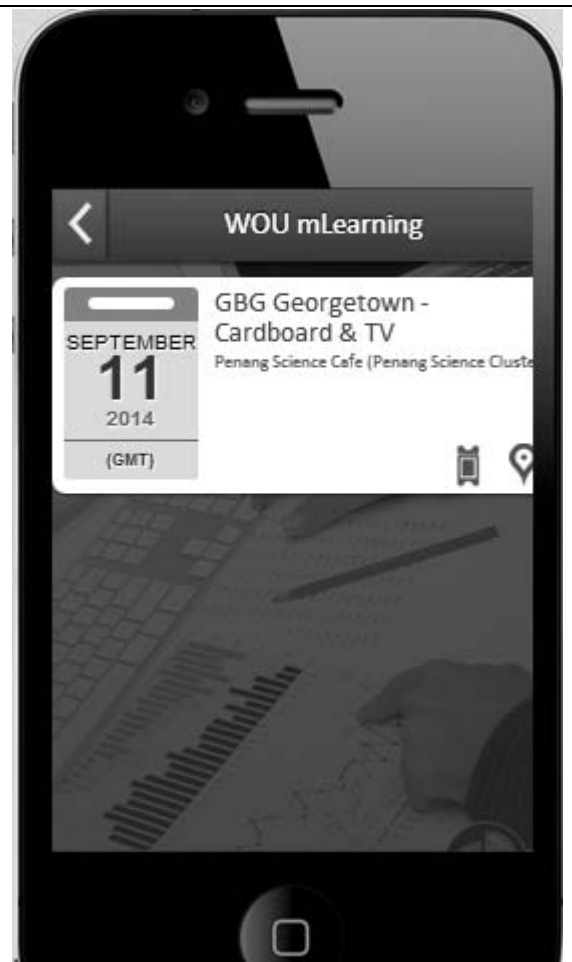 WOU mLearning
GBG Georgetown -
Cardboard & TV
Penang Science Cafe (Penang Science Cluste
SEPTEMBER
11
2014
(GMT)